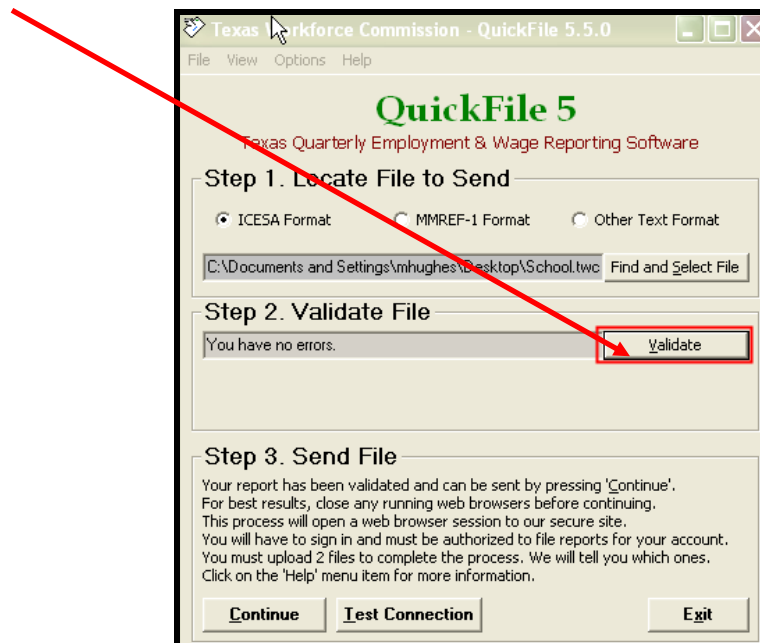 Texas Workforce Commission - QuickFile 5.5.0
File View Options Help
QuickFile 5
Texas Quarterly Employment & Wage Reporting Software
Step 1. Locate File to Send
ICESA Format MMREF-1 Format Other Text Format
C:\Documents and Settings\mhughes\Desktop\School.twc Find and Select File
Step 2. Validate File
You have no errors. Validate
Step 3. Send File
Your report has been validated and can be sent by pressing 'Continue'.
For best results, close any running web browsers before continuing.
This process will open a web browser session to our secure site.
You will have to sign in and must be authorized to file reports for your account.
You must upload 2 files to complete the process. We will tell you which ones.
Click on the 'Help' menu item for more information.
Continue Test Connection Exit